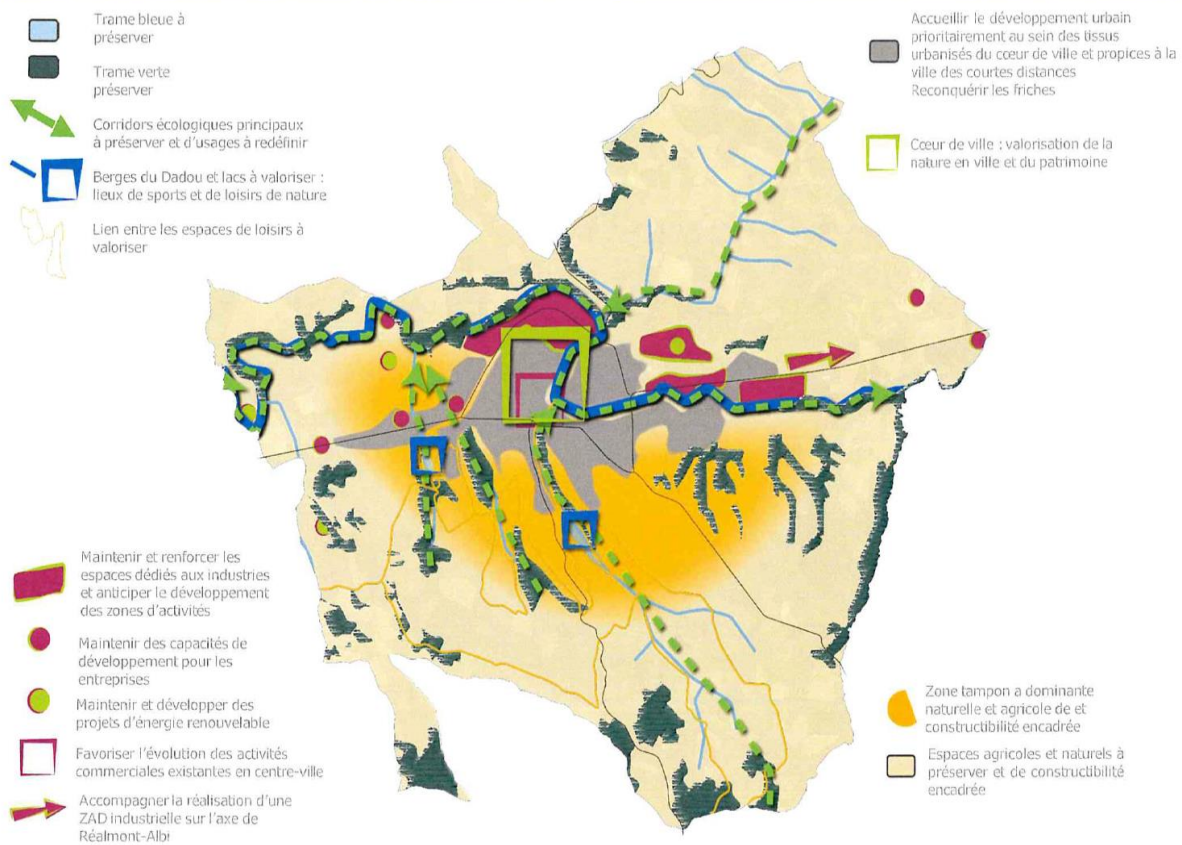 Trame bleue à
préserver
Trame verte
préserver
Corridors écologiques principaux
à préserver et d'usages à redéfinir
Berges du Dadou et lacs à valoriser :
lieux de sports et de loisirs de nature
Lien entre les espaces de loisirs à
valoriser
Accueillir le développement urbain
prioritairement au sein des tissus
urbanisés du cœur de ville et propices à la
ville des courtes distances
Reconquérir les friches
Cœur de ville : valorisation de la
nature en ville et du patrimoine
Maintenir et renforcer les
espaces dédiés aux industries
et anticiper le développement
des zones d'activités
Maintenir des capacités de
développement pour les
entreprises
Maintenir et développer des
projets d'énergie renouvelable
Favoriser l'évolution des activités
commerciales existantes en centre-ville
Accompagner la réalisation d'une
ZAD industrielle sur l'axe de
Réalmont-Albi
Zone tampon a dominante
naturelle et agricole de et
constructibilité encadrée
Espaces agricoles et naturels à
préserver et de constructibilité
encadrée